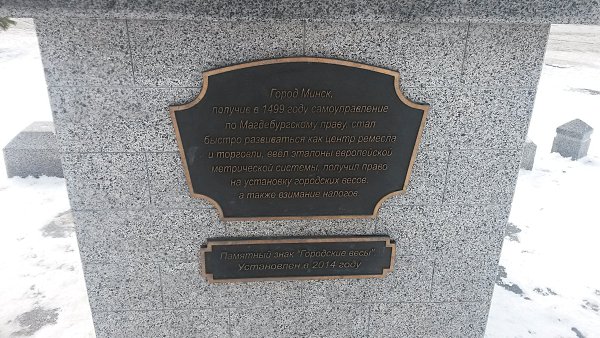 Город Минск,
получив в 1499 году самоуправление
по Магдебургскому праву, стал
быстро развиваться как центр ремесла
и торговли, ввёл эталоны европейской
метрической системы, получил право
на установку городских весов,
а также взимание налогов
Памятный знак "Городские весы"
Установлен в 2014 году